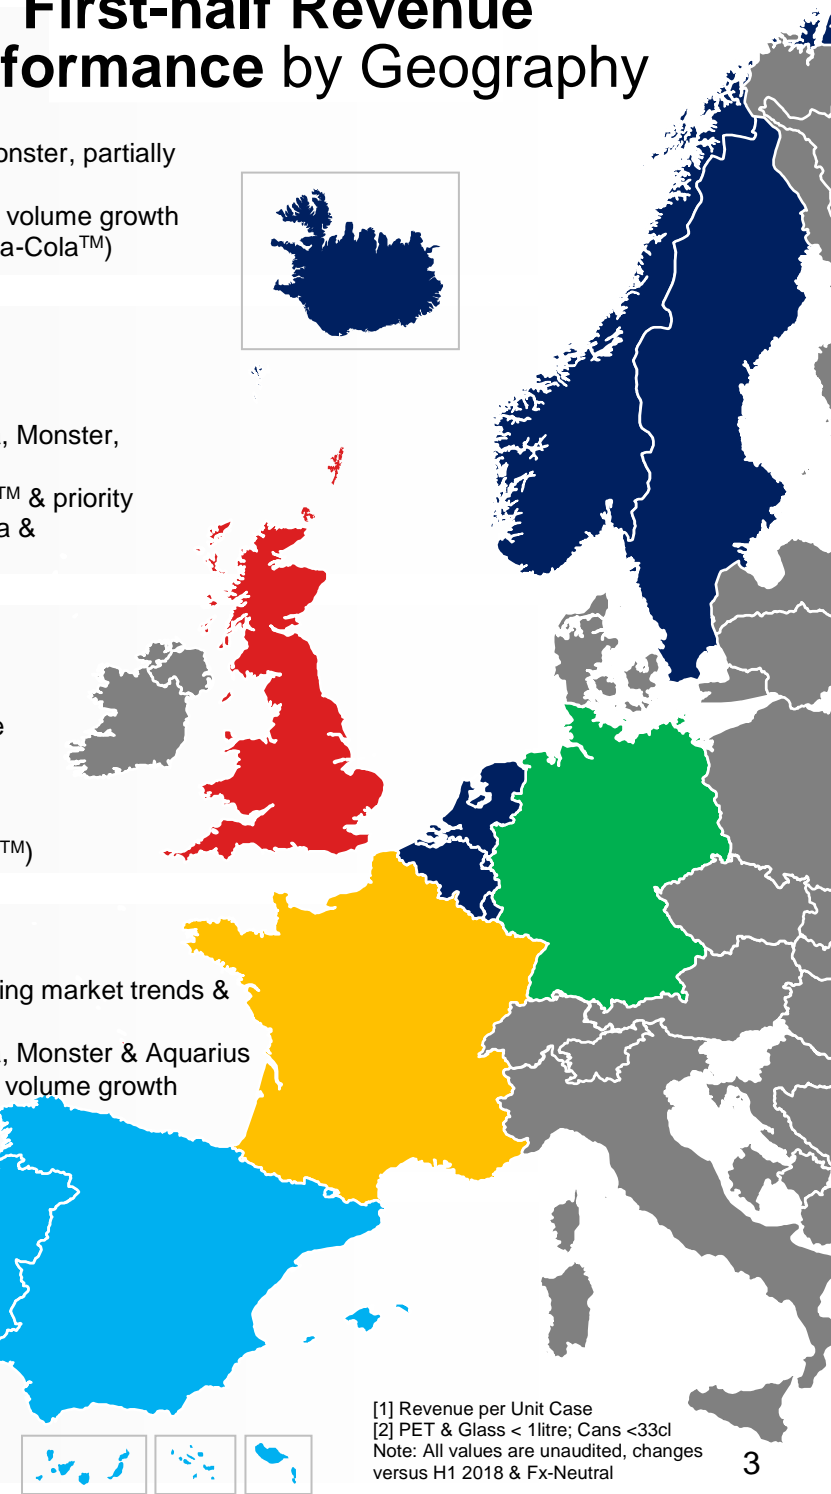 First-half Revenue
formance by Geography
onster, partially
volume growth
a-Cola™)
, Monster,
™ & priority
a &
e
™)
ing market trends &
, Monster & Aquarius
volume growth
[1] Revenue per Unit Case
[2] PET & Glass < 1litre; Cans <33cl
Note: All values are unaudited, changes
versus H1 2018 & Fx-Neutral
3